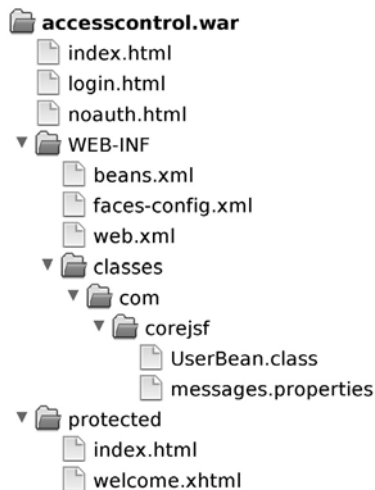 accesscontrol.war
index.html
login.html
noauth.html
WEB-INF
beans.xml
faces-config.xml
web.xml
classes
com
corejsf
UserBean.class
messages.properties
protected
index.html
welcome.xhtml